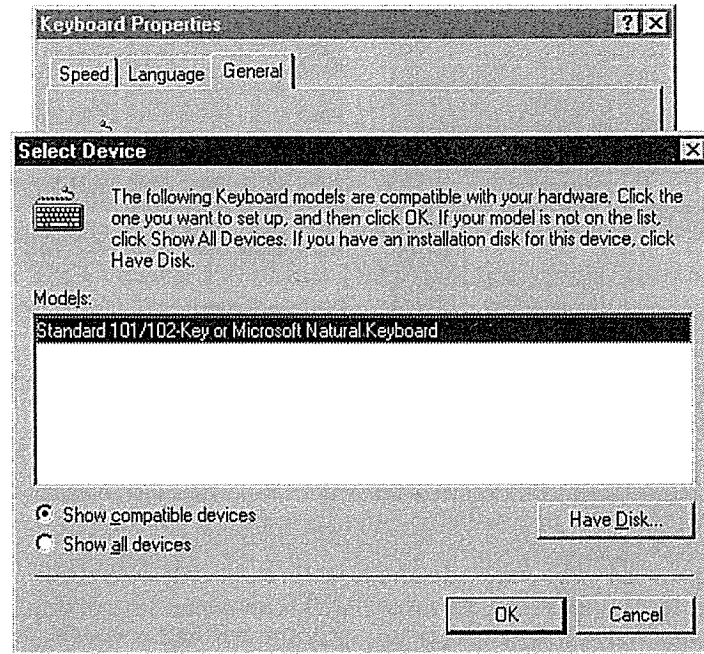 Keyboard Properties
Speed Language General
Select Device
The following Keyboard models are compatible with your hardware. Click the
one you want to set up, and then click OK. If your model is not on the list,
click Show All Devices. If you have an installation disk for this device, click
Have Disk.
Models:
Standard 101/102-Key or Microsoft Natural Keyboard
Show compatible devices
Have Disk...
Show all devices
OK Cancel